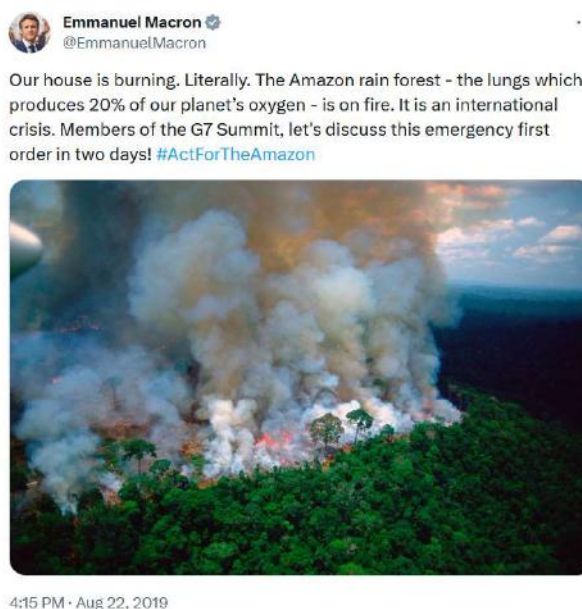 Emmanuel Macron
@EmmanuelMacron
Our house is burning. Literally. The Amazon rain forest - the lungs which
produces 20% of our planet's oxygen - is on fire. It is an international
crisis. Members of the G7 Summit, let's discuss this emergency first
order in two days! #ActForTheAmazon
4:15 PM · Aug 22, 2019